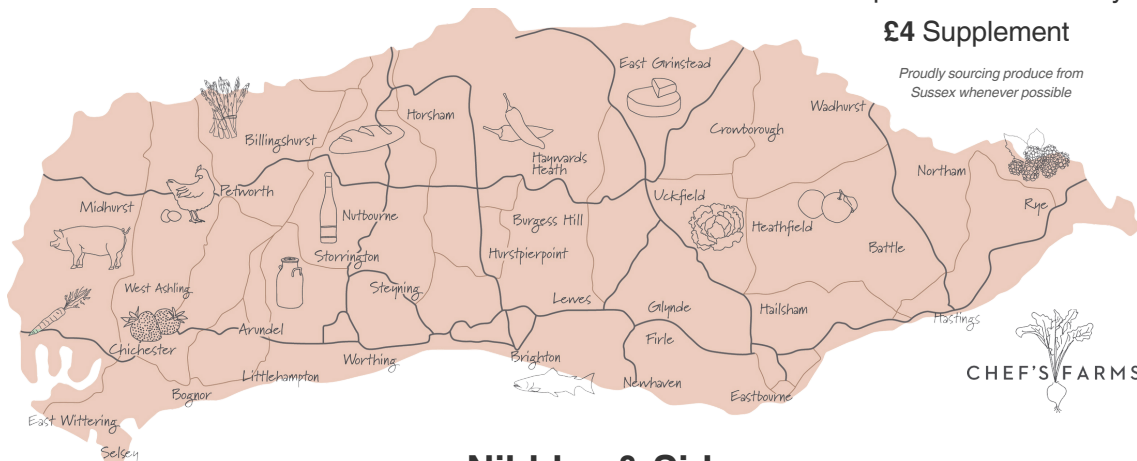 £4 Supplement
Proudly sourcing produce from
Sussex whenever possible
East Grinstead
Wadhurst
Horsham
Crowborough
Billingshurst
Haywards
Heath
Northam
Petworth
Uckfield
Midhurst
Rye
Nutbourne
Burgess Hill
Heathfield
Battle
Storrington
Hurstpierpoint
West Ashling
Steyning
Lewes
Glynde
Hailsham
Hastings
Arundel
Firle
Chichester
Worthing
Brighton
CHEF'S FARMS
Littlehampton
Newhaven
Bognor
Eastbourne
East Wittering
Selsey